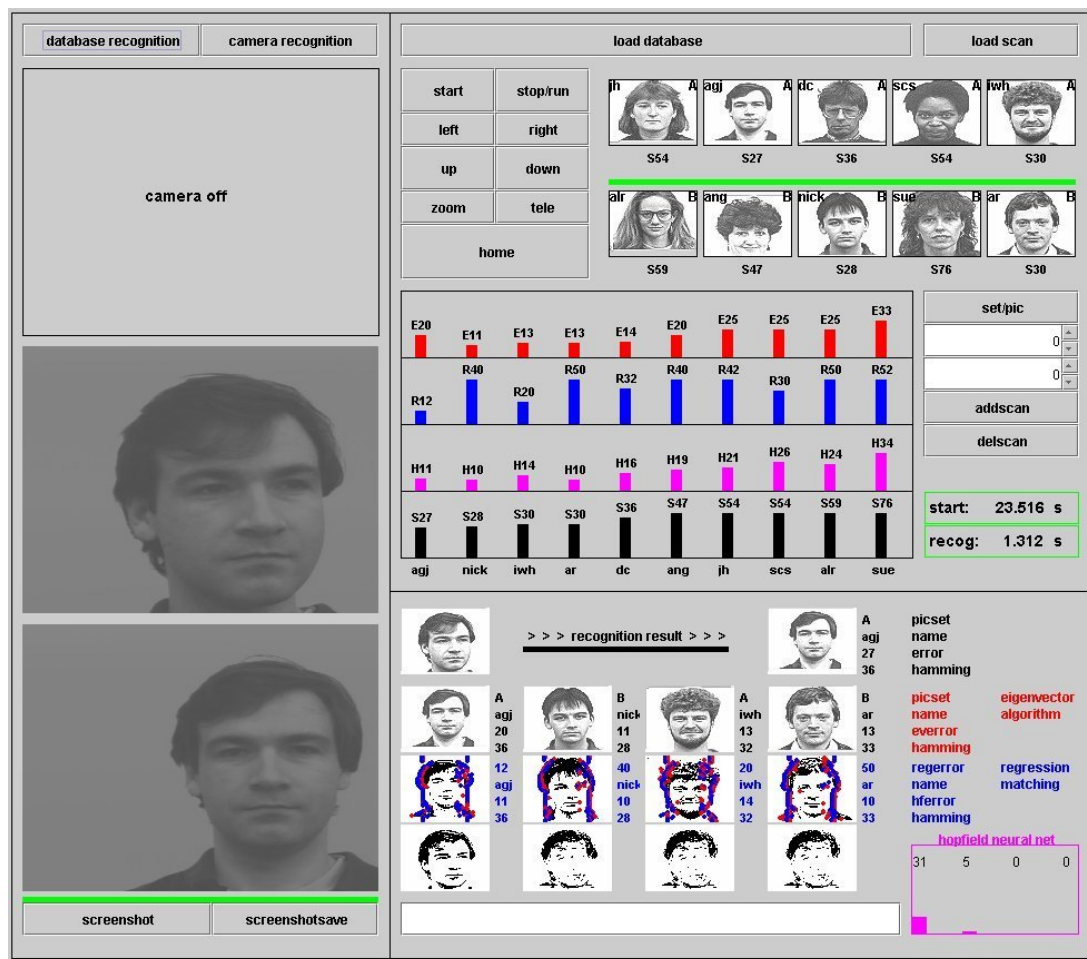 database recognition camera recognition load database load scan
camera off
start stop/run
left right
up down
zoom tele
home
jh A agj A dc A scs A iwh A
S54 S27 S36 S54 S30
alr B ang B nick B sue B ar B
S59 S47 S28 S76 S30
E20 E11 E13 E13 E14 E20 E25 E25 E25 E33
R12 R40 R20 R50 R32 R40 R42 R30 R50 R52
H11 H10 H14 H10 H16 H19 H21 H26 H24 H34
S27 S28 S30 S30 S36 S47 S54 S54 S59 S76
agj nick iwh ar dc ang jh scs alr sue
set/pic
0
0
addscan
delscan
start: 23.516 s
recog: 1.312 s
> > > recognition result > > >
A picset
agj name
27 error
36 hamming
A B A B picset eigenvector
agj nick iwh ar name algorithm
20 11 13 13 everror
36 28 32 33 hamming
12 40 20 50 regerror regression
agj nick iwh ar name matching
11 10 14 10 hferror
36 28 32 33 hamming
hopfield neural net
31 5 0 0
screenshot screenshotsave